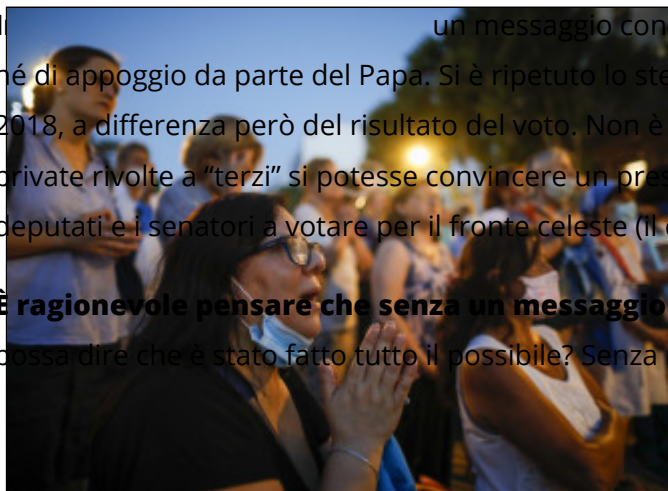 un messaggio con
né di appoggio da parte del Papa. Si è ripetuto lo ste
2018, a differenza però del risultato del voto. Non è
private rivolte a “terzi” si potesse convincere un pres
deputati e i senatori a votare per il fronte celeste (il
È ragionevole pensare che senza un messaggio
possa dire che è stato fatto tutto il possibile? Senza